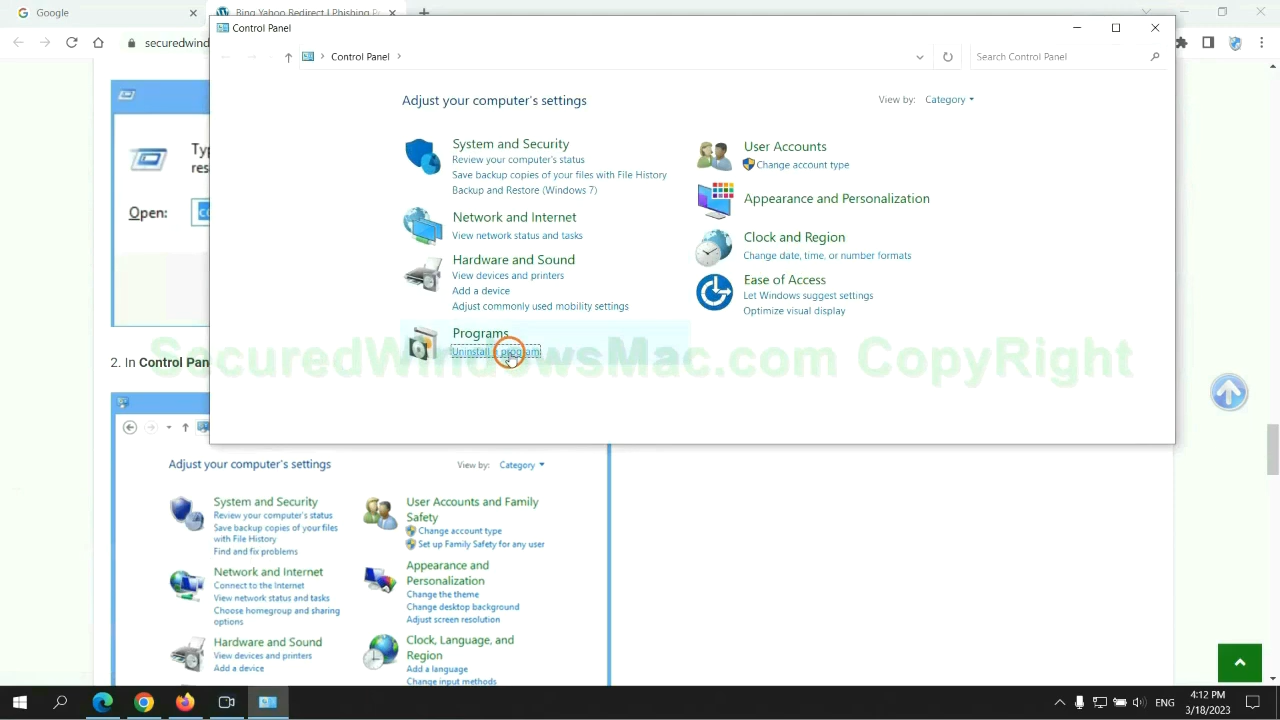 Google
Bing Yahoo Redirect | Phishing P
securedwind
Control Panel
Control Panel
Search Control Panel
Adjust your computer's settings
View by: Category
System and Security
Review your computer's status
Save backup copies of your files with File History
Backup and Restore (Windows 7)
Network and Internet
View network status and tasks
Hardware and Sound
View devices and printers
Add a device
Adjust commonly used mobility settings
Programs
Uninstall a program
User Accounts
Change account type
Appearance and Personalization
Clock and Region
Change date, time, or number formats
Ease of Access
Let Windows suggest settings
Optimize visual display
SecuredWindowsMac.com CopyRight
Ty
res
Open: co
2. In Control Pan
Adjust your computer's settings
View by: Category
System and Security
Review your computer's status
Save backup copies of your files
with File History
Find and fix problems
Network and Internet
Connect to the Internet
View network status and tasks
Choose homegroup and sharing
options
Hardware and Sound
View devices and printers
Add a device
User Accounts and Family
Safety
Change account type
Set up Family Safety for any user
Appearance and
Personalization
Change the theme
Change desktop background
Adjust screen resolution
Clock, Language, and
Region
Add a language
Change input methods
ENG
4:12 PM
3/18/2023